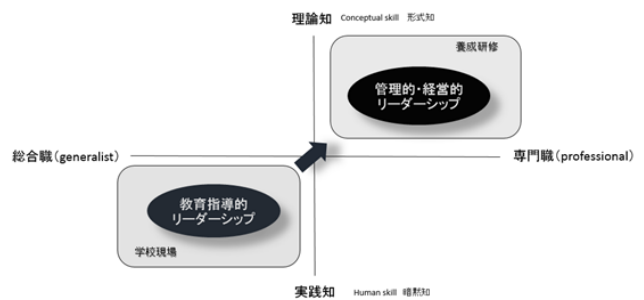 理論知 Conceptual skill 形式知
養成研修
管理的・経営的
リーダーシップ
総合職(generalist)
専門職(professional)
教育指導的
リーダーシップ
学校現場
実践知 Human skill 暗黙知